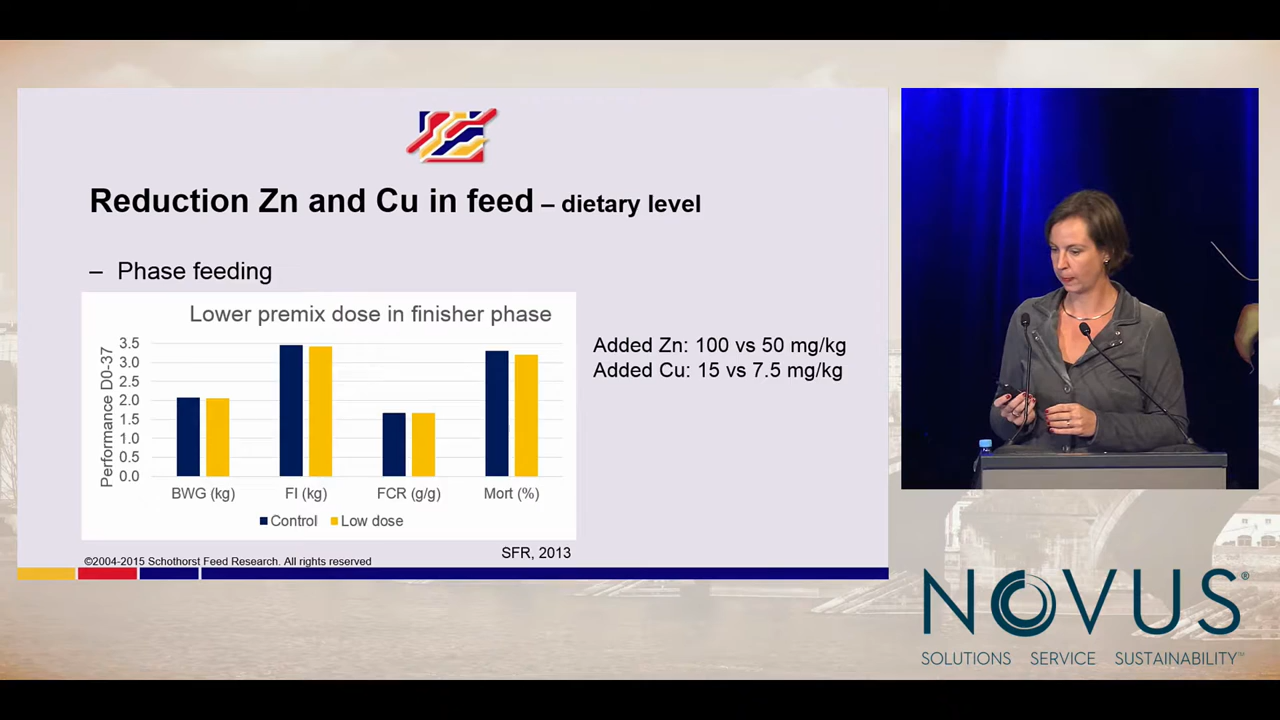 Reduction Zn and Cu in feed – dietary level
– Phase feeding
Lower premix dose in finisher phase
Performance D0-37
3.5
3.0
2.5
2.0
1.5
1.0
0.5
0.0
BWG (kg) FI (kg) FCR (g/g) Mort (%)
Control Low dose
Added Zn: 100 vs 50 mg/kg
Added Cu: 15 vs 7.5 mg/kg
SFR, 2013
©2004-2015 Schothorst Feed Research. All rights reserved
NOVUS®
SOLUTIONS SERVICE SUSTAINABILITY™